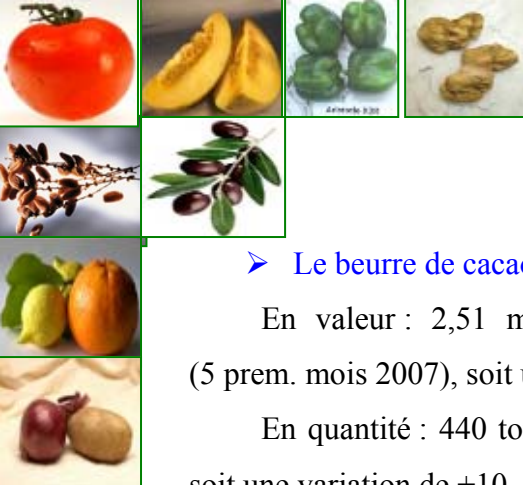 ➢ Le beurre de cacao
En valeur : 2,51 m
(5 prem. mois 2007), soit u
En quantité : 440 to
soit une variation de +10